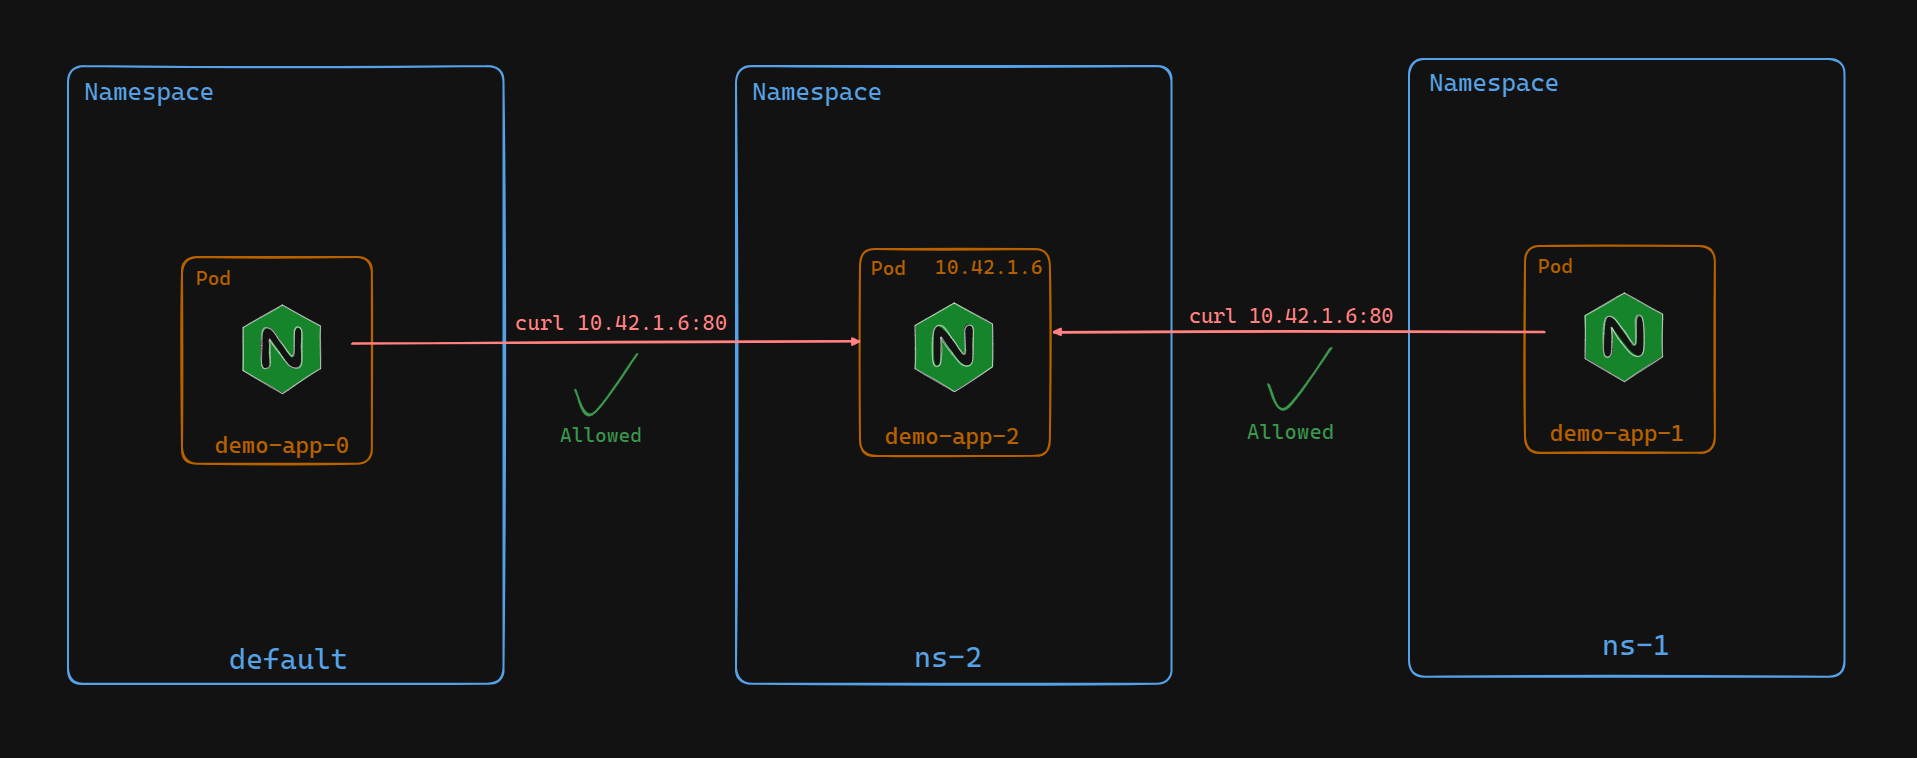 Namespace
Pod
N
demo-app-0
default
curl 10.42.1.6:80
Allowed
Namespace
Pod 10.42.1.6
N
demo-app-2
ns-2
curl 10.42.1.6:80
Allowed
Namespace
Pod
N
demo-app-1
ns-1